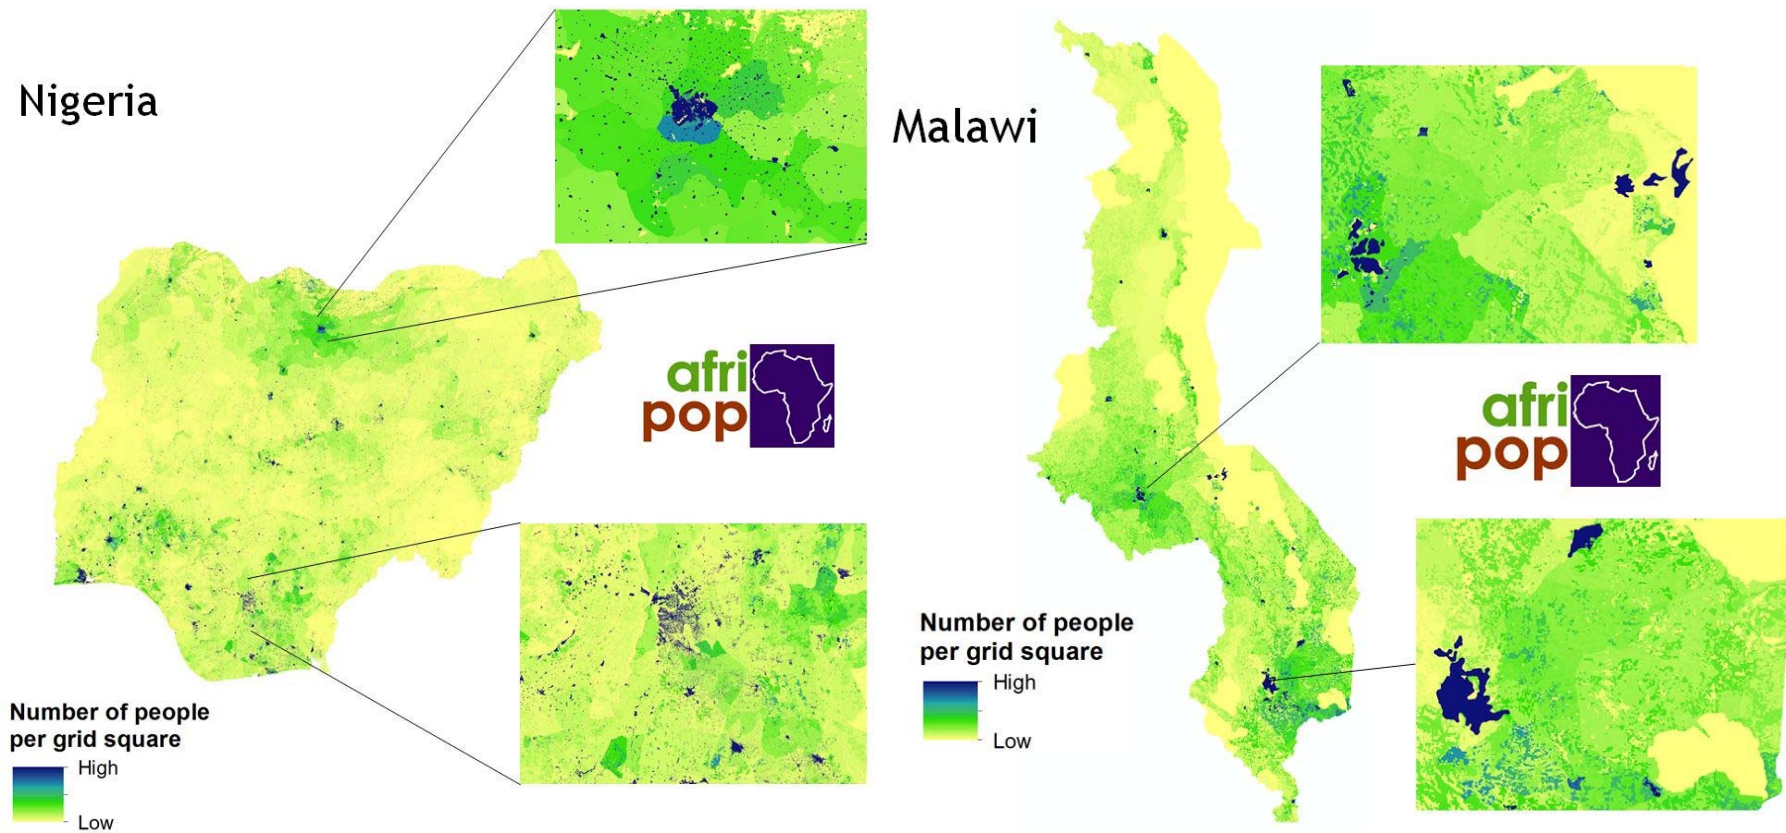 Nigeria
afri
pop
Number of people
per grid square
High
Low
Malawi
afri
pop
Number of people
per grid square
High
Low